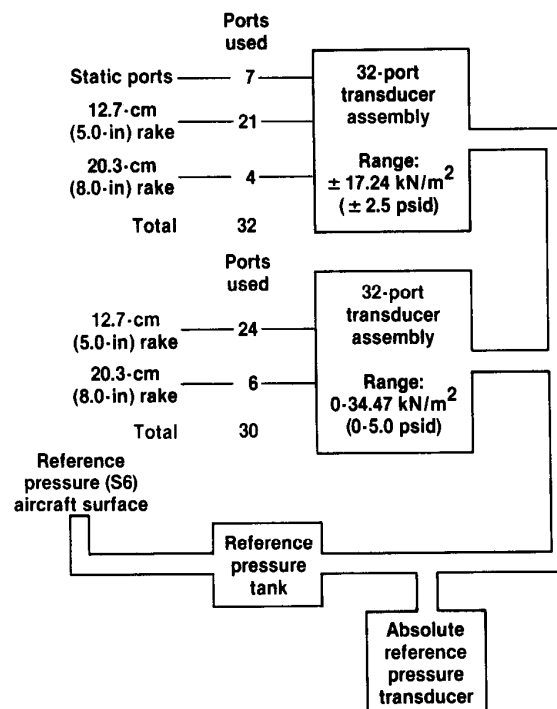 Ports
used
Static ports 7
12.7-cm
(5.0-in) rake 21
20.3-cm
(8.0-in) rake 4
Total 32
32-port
transducer
assembly
Range:
± 17.24 kN/m²
(± 2.5 psid)
Ports
used
12.7-cm
(5.0-in) rake 24
20.3-cm
(8.0-in) rake 6
Total 30
32-port
transducer
assembly
Range:
0-34.47 kN/m²
(0-5.0 psid)
Reference
pressure (S6)
aircraft surface
Reference
pressure
tank
Absolute
reference
pressure
transducer